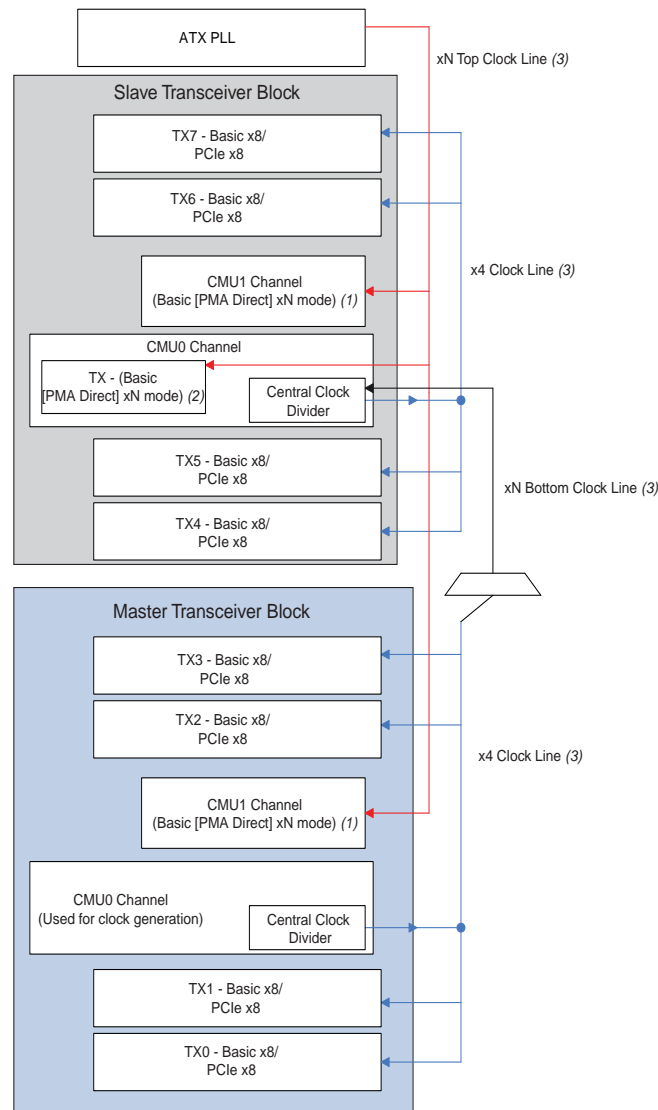 ATX PLL
xN Top Clock Line (3)
Slave Transceiver Block
TX7 - Basic x8/
PCIe x8
TX6 - Basic x8/
PCIe x8
x4 Clock Line (3)
CMU1 Channel
(Basic [PMA Direct] xN mode) (1)
CMU0 Channel
TX - (Basic
[PMA Direct] xN mode) (2)
Central Clock
Divider
TX5 - Basic x8/
PCIe x8
xN Bottom Clock Line (3)
TX4 - Basic x8/
PCIe x8
Master Transceiver Block
TX3 - Basic x8/
PCIe x8
TX2 - Basic x8/
PCIe x8
x4 Clock Line (3)
CMU1 Channel
(Basic [PMA Direct] xN mode) (1)
CMU0 Channel
(Used for clock generation)
Central Clock
Divider
TX1 - Basic x8/
PCIe x8
TX0 - Basic x8/
PCIe x8